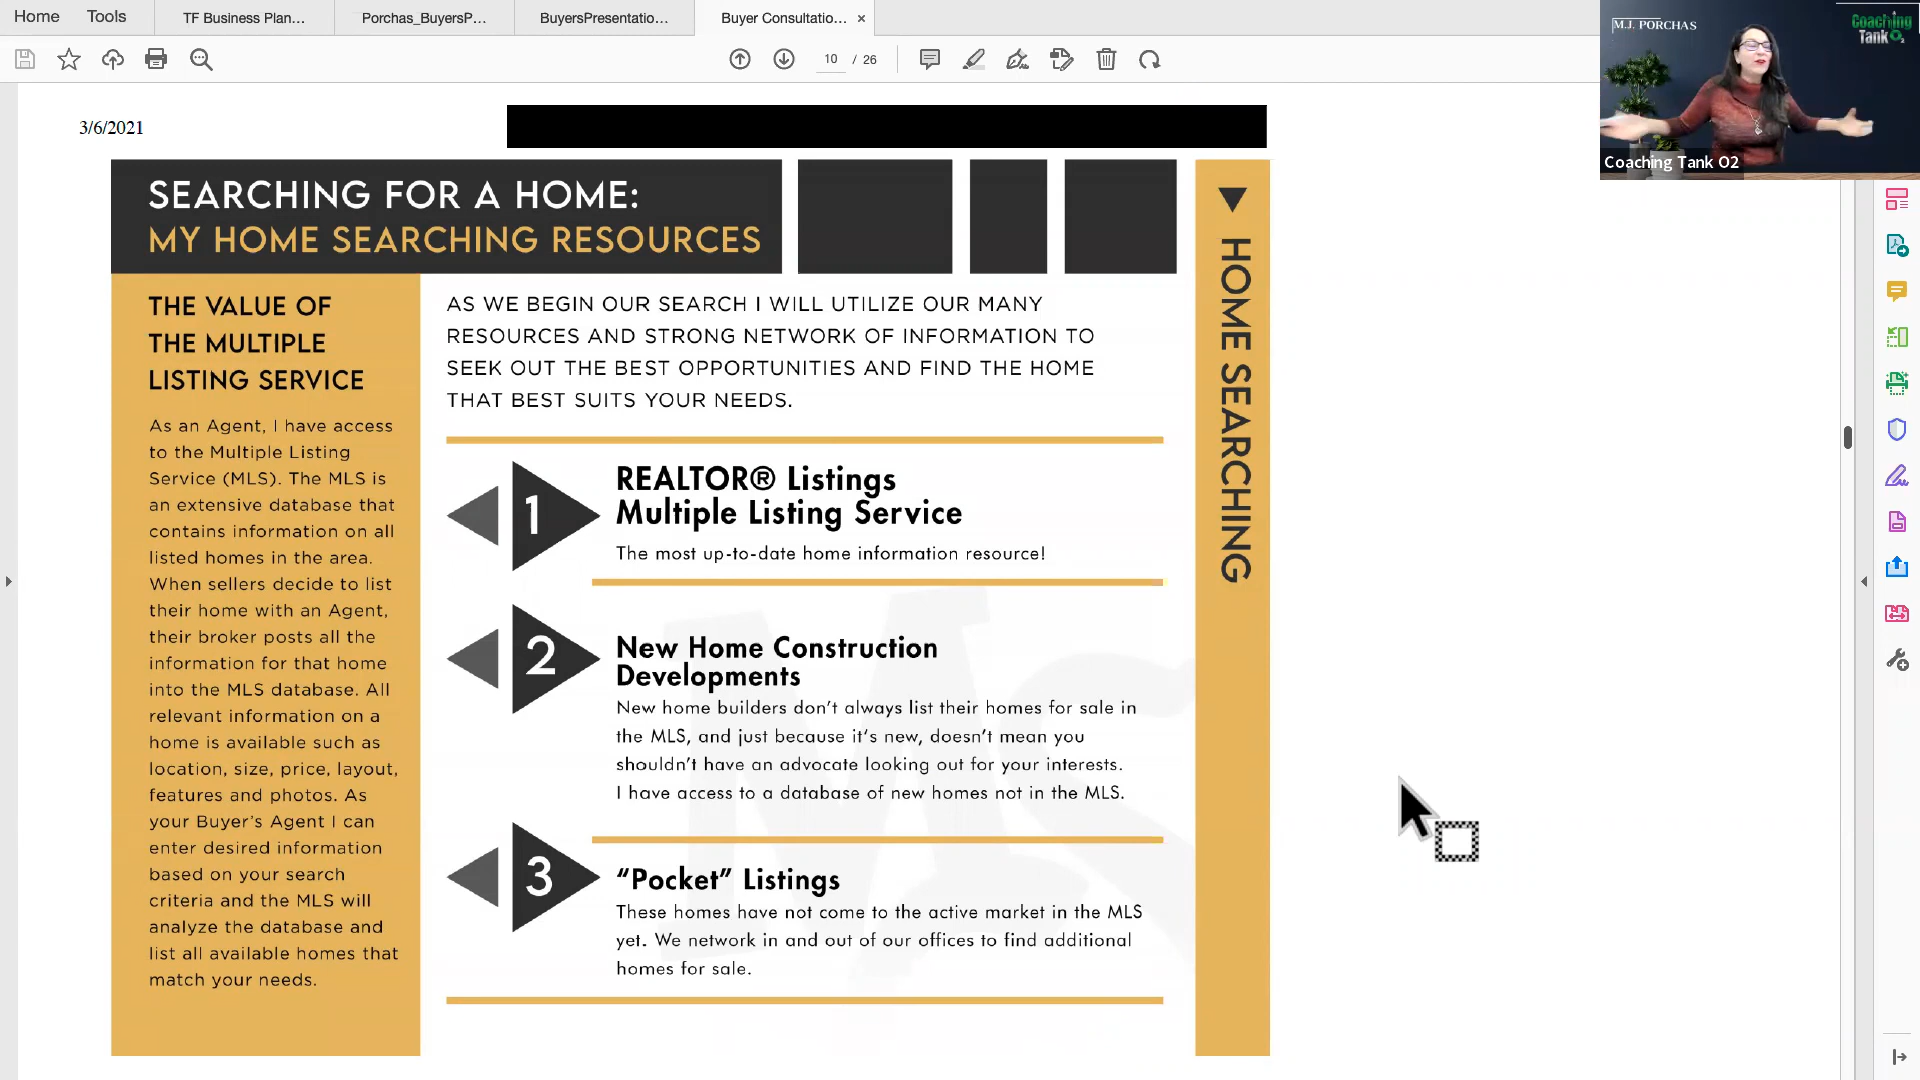 Home
Tools
TF Business Plan...
Porchas_BuyersP...
BuyersPresentatio...
Buyer Consultatio...
10 / 26
M.J. PORCHAS
Coaching
Tank O2
Coaching Tank O2
3/6/2021
SEARCHING FOR A HOME:
MY HOME SEARCHING RESOURCES
THE VALUE OF
THE MULTIPLE
LISTING SERVICE
As an Agent, I have access
to the Multiple Listing
Service (MLS). The MLS is
an extensive database that
contains information on all
listed homes in the area.
When sellers decide to list
their home with an Agent,
their broker posts all the
information for that home
into the MLS database. All
relevant information on a
home is available such as
location, size, price, layout,
features and photos. As
your Buyer's Agent I can
enter desired information
based on your search
criteria and the MLS will
analyze the database and
list all available homes that
match your needs.
AS WE BEGIN OUR SEARCH I WILL UTILIZE OUR MANY
RESOURCES AND STRONG NETWORK OF INFORMATION TO
SEEK OUT THE BEST OPPORTUNITIES AND FIND THE HOME
THAT BEST SUITS YOUR NEEDS.
1
REALTOR® Listings
Multiple Listing Service
The most up-to-date home information resource!
2
New Home Construction
Developments
New home builders don't always list their homes for sale in
the MLS, and just because it's new, doesn't mean you
shouldn't have an advocate looking out for your interests.
I have access to a database of new homes not in the MLS.
3
“Pocket” Listings
These homes have not come to the active market in the MLS
yet. We network in and out of our offices to find additional
homes for sale.
HOME SEARCHING